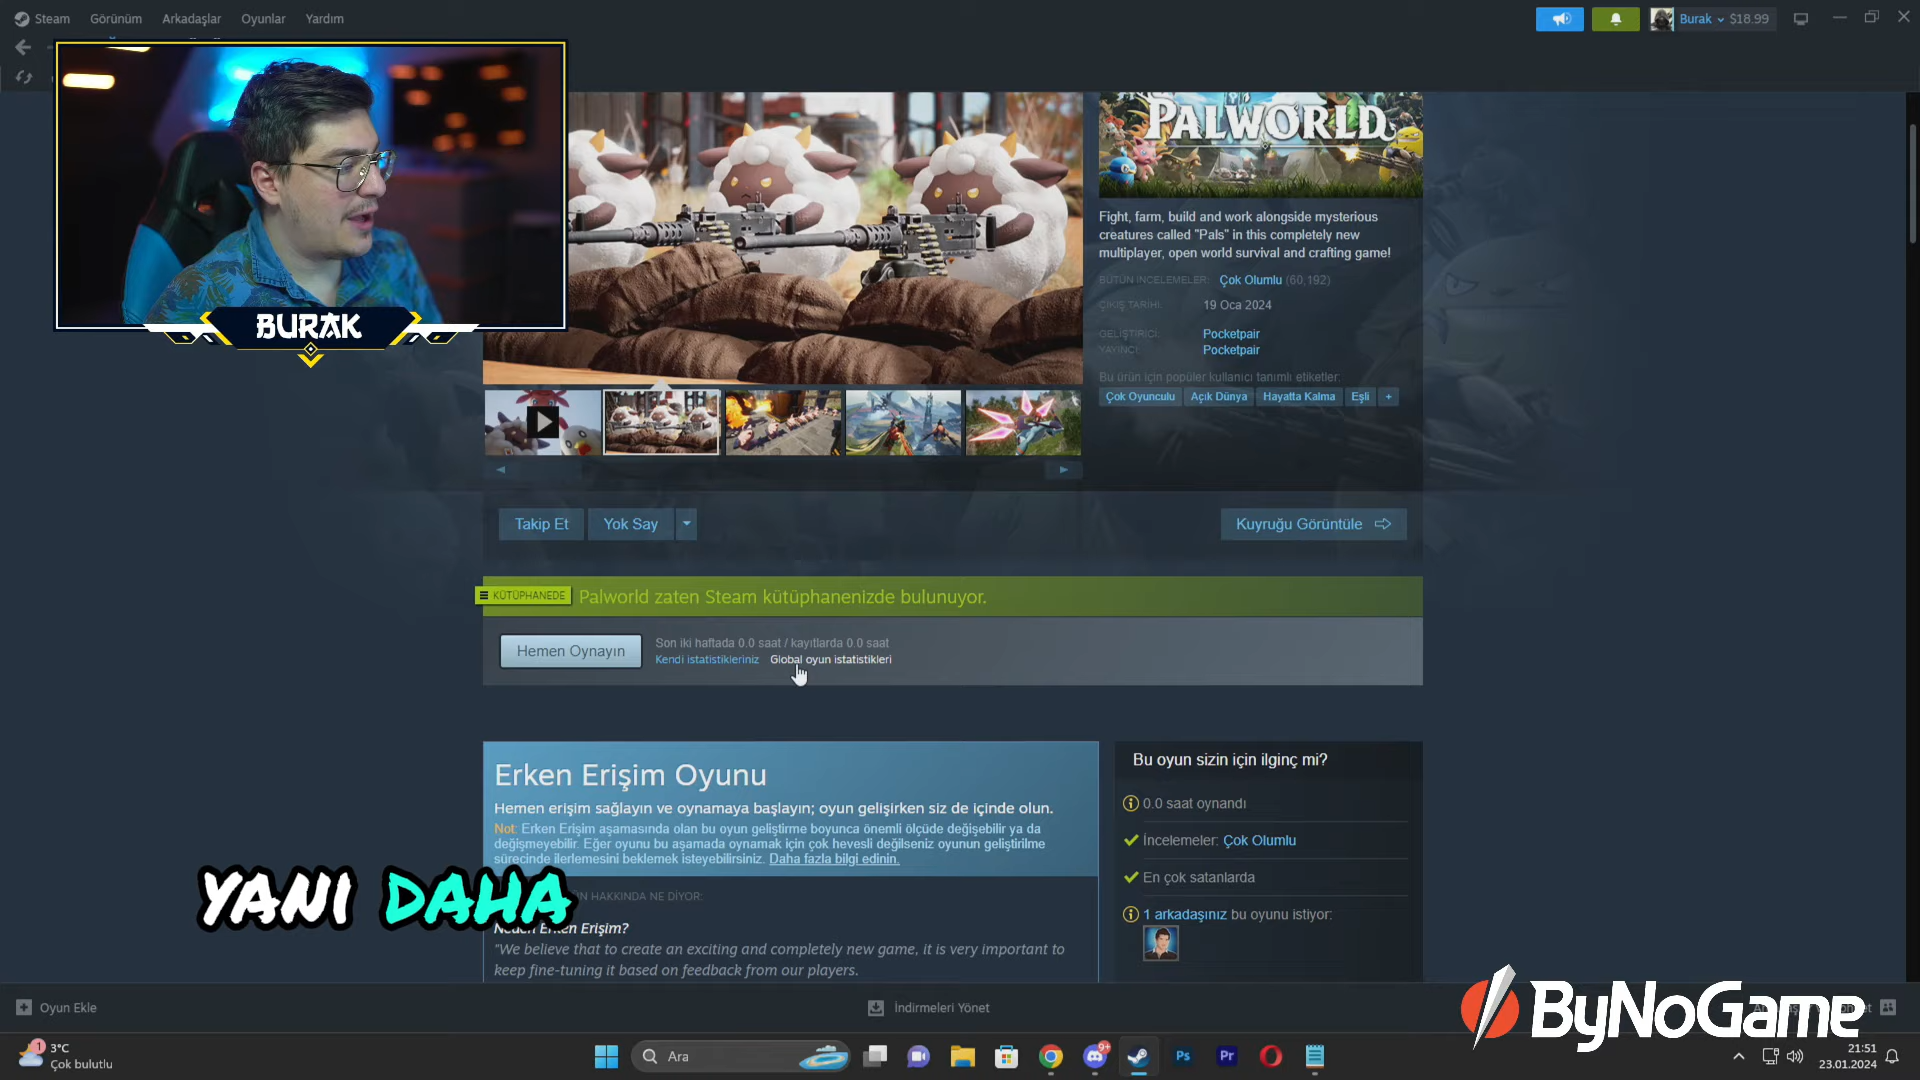 Steam Görünüm Arkadaşlar Oyunlar Yardım
Burak $18.99
BURAK
PALWORLD
Fight, farm, build and work alongside mysterious
creatures called "Pals" in this completely new
multiplayer, open world survival and crafting game!
BÜTÜN İNCELEMELER: Çok Olumlu (60,192)
ÇIKIŞ TARİHİ: 19 Oca 2024
GELİŞTİRİCİ: Pocketpair
YAYINCI: Pocketpair
Bu ürün için popüler kullanıcı tanımlı etiketler:
Çok Oyunculu Açık Dünya Hayatta Kalma Eşli +
Takip Et Yok Say Kuyruğu Görüntüle
KÜTÜPHANEDE Palworld zaten Steam kütüphanenizde bulunuyor.
Hemen Oynayın
Son iki haftada 0.0 saat / kayıtlarda 0.0 saat
Kendi istatistikleriniz Global oyun istatistikleri
Erken Erişim Oyunu
Hemen erişim sağlayın ve oynamaya başlayın; oyun gelişirken siz de içinde olun.
Not: Erken Erişim aşamasında olan bu oyun geliştirme boyunca önemli ölçüde değişebilir ya da
değişmeyebilir. Eğer oyunu bu aşamada oynamak için çok hevesli değilseniz oyunun geliştirilme
sürecinde ilerlemesini beklemek isteyebilirsiniz. Daha fazla bilgi edinin.
HAKKINDA NE DİYOR:
Neden Erken Erişim?
"We believe that to create an exciting and completely new game, it is very important to
keep fine-tuning it based on feedback from our players.
Bu oyun sizin için ilginç mi?
0.0 saat oynandı
İncelemeler: Çok Olumlu
En çok satanlarda
1 arkadaşınız bu oyunu istiyor:
YANI DAHA
Oyun Ekle İndirmeleri Yönet
ByNoGame
1 3°C
Çok bulutlu
Ara
9+
Ps Pr
21:51
23.01.2024